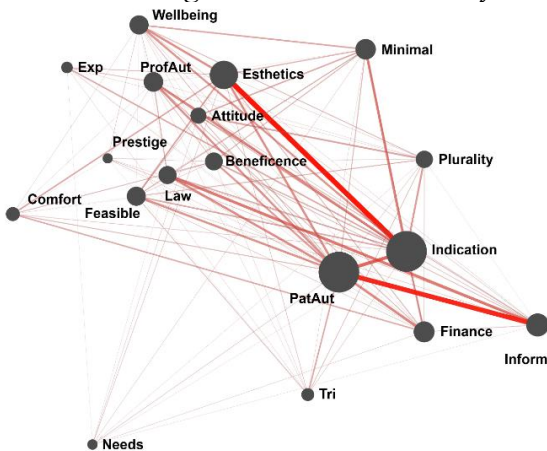 Wellbeing
Minimal
Exp
ProfAut
Esthetics
Attitude
Prestige
Beneficence
Plurality
Comfort
Law
Feasible
Indication
PatAut
Finance
Inform
Tri
Needs